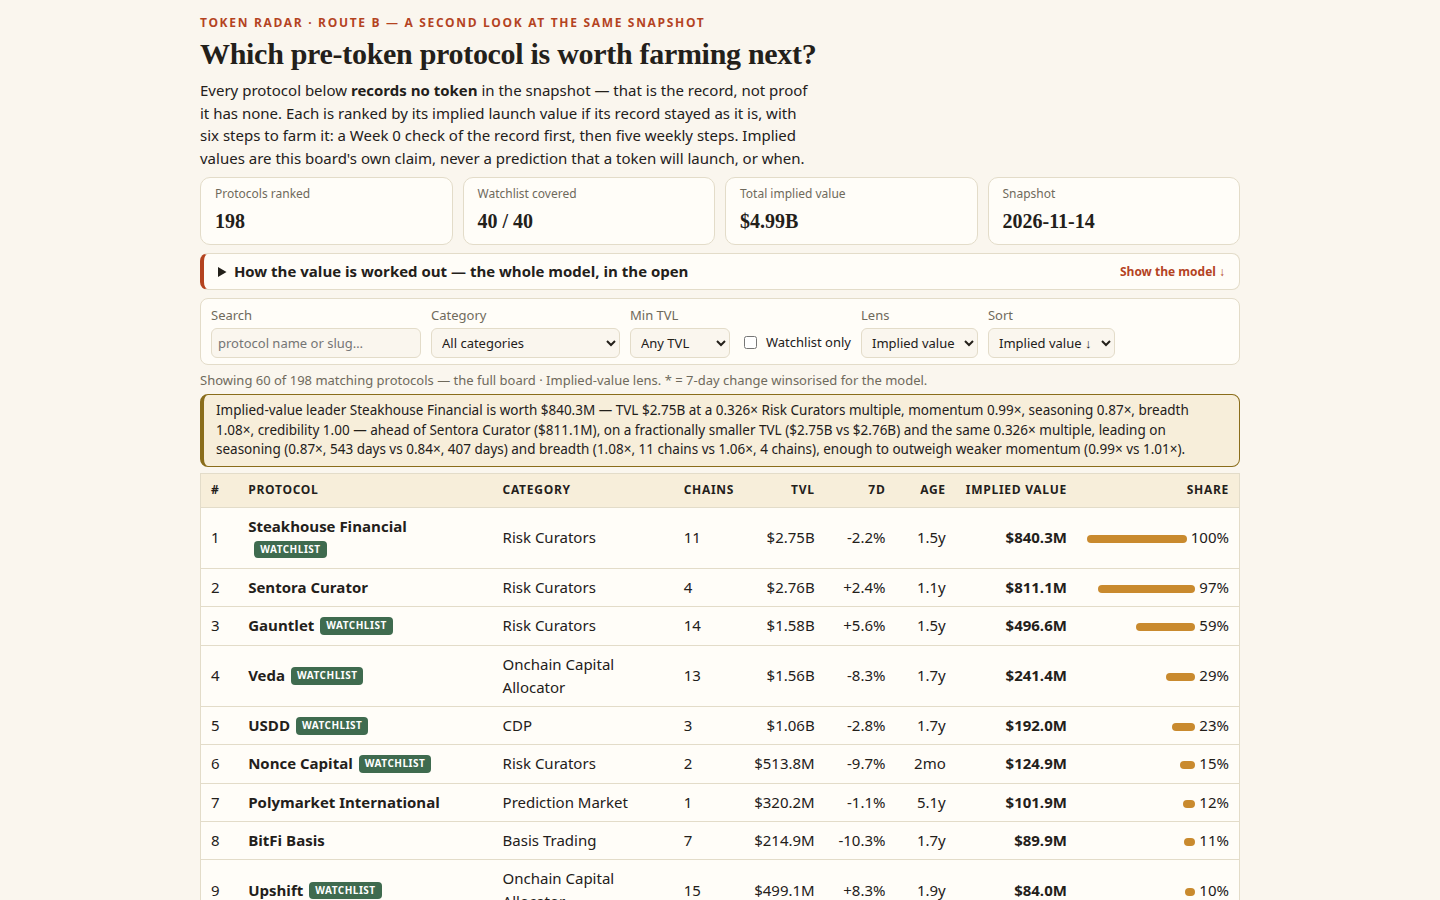 TOKEN RADAR · ROUTE B — A SECOND LOOK AT THE SAME SNAPSHOT
Which pre-token protocol is worth farming next?
Every protocol below records no token in the snapshot — that is the record, not proof
it has none. Each is ranked by its implied launch value if its record stayed as it is, with
six steps to farm it: a Week 0 check of the record first, then five weekly steps. Implied
values are this board's own claim, never a prediction that a token will launch, or when.
Protocols ranked
198
Watchlist covered
40 / 40
Total implied value
$4.99B
Snapshot
2026-11-14
▶ How the value is worked out — the whole model, in the open
Show the model ↓
Search Category Min TVL Lens Sort
protocol name or slug... All categories Any TVL Watchlist only Implied value Implied value ↓
Showing 60 of 198 matching protocols — the full board · Implied-value lens. * = 7-day change winsorised for the model.
Implied-value leader Steakhouse Financial is worth $840.3M — TVL $2.75B at a 0.326× Risk Curators multiple, momentum 0.99×, seasoning 0.87×, breadth
1.08×, credibility 1.00 — ahead of Sentora Curator ($811.1M), on a fractionally smaller TVL ($2.75B vs $2.76B) and the same 0.326× multiple, leading on
seasoning (0.87×, 543 days vs 0.84×, 407 days) and breadth (1.08×, 11 chains vs 1.06×, 4 chains), enough to outweigh weaker momentum (0.99× vs 1.01×).
# PROTOCOL CATEGORY CHAINS TVL 7D AGE IMPLIED VALUE SHARE
1 Steakhouse Financial WATCHLIST Risk Curators 11 $2.75B -2.2% 1.5y $840.3M 100%
2 Sentora Curator Risk Curators 4 $2.76B +2.4% 1.1y $811.1M 97%
3 Gauntlet WATCHLIST Risk Curators 14 $1.58B +5.6% 1.5y $496.6M 59%
4 Veda WATCHLIST Onchain Capital Allocator 13 $1.56B -8.3% 1.7y $241.4M 29%
5 USDD WATCHLIST CDP 3 $1.06B -2.8% 1.7y $192.0M 23%
6 Nonce Capital WATCHLIST Risk Curators 2 $513.8M -9.7% 2mo $124.9M 15%
7 Polymarket International Prediction Market 1 $320.2M -1.1% 5.1y $101.9M 12%
8 BitFi Basis Basis Trading 7 $214.9M -10.3% 1.7y $89.9M 11%
9 Upshift WATCHLIST Onchain Capital Allocator 15 $499.1M +8.3% 1.9y $84.0M 10%